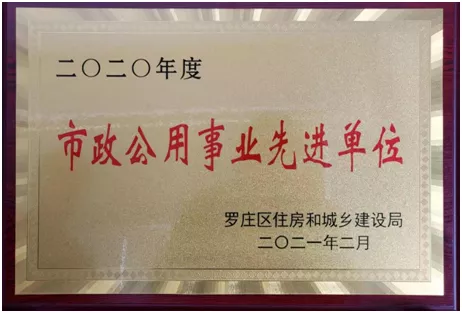 二〇二〇年度
市政公用事业先进单位
罗庄区住房和城乡建设局
二〇二一年二月